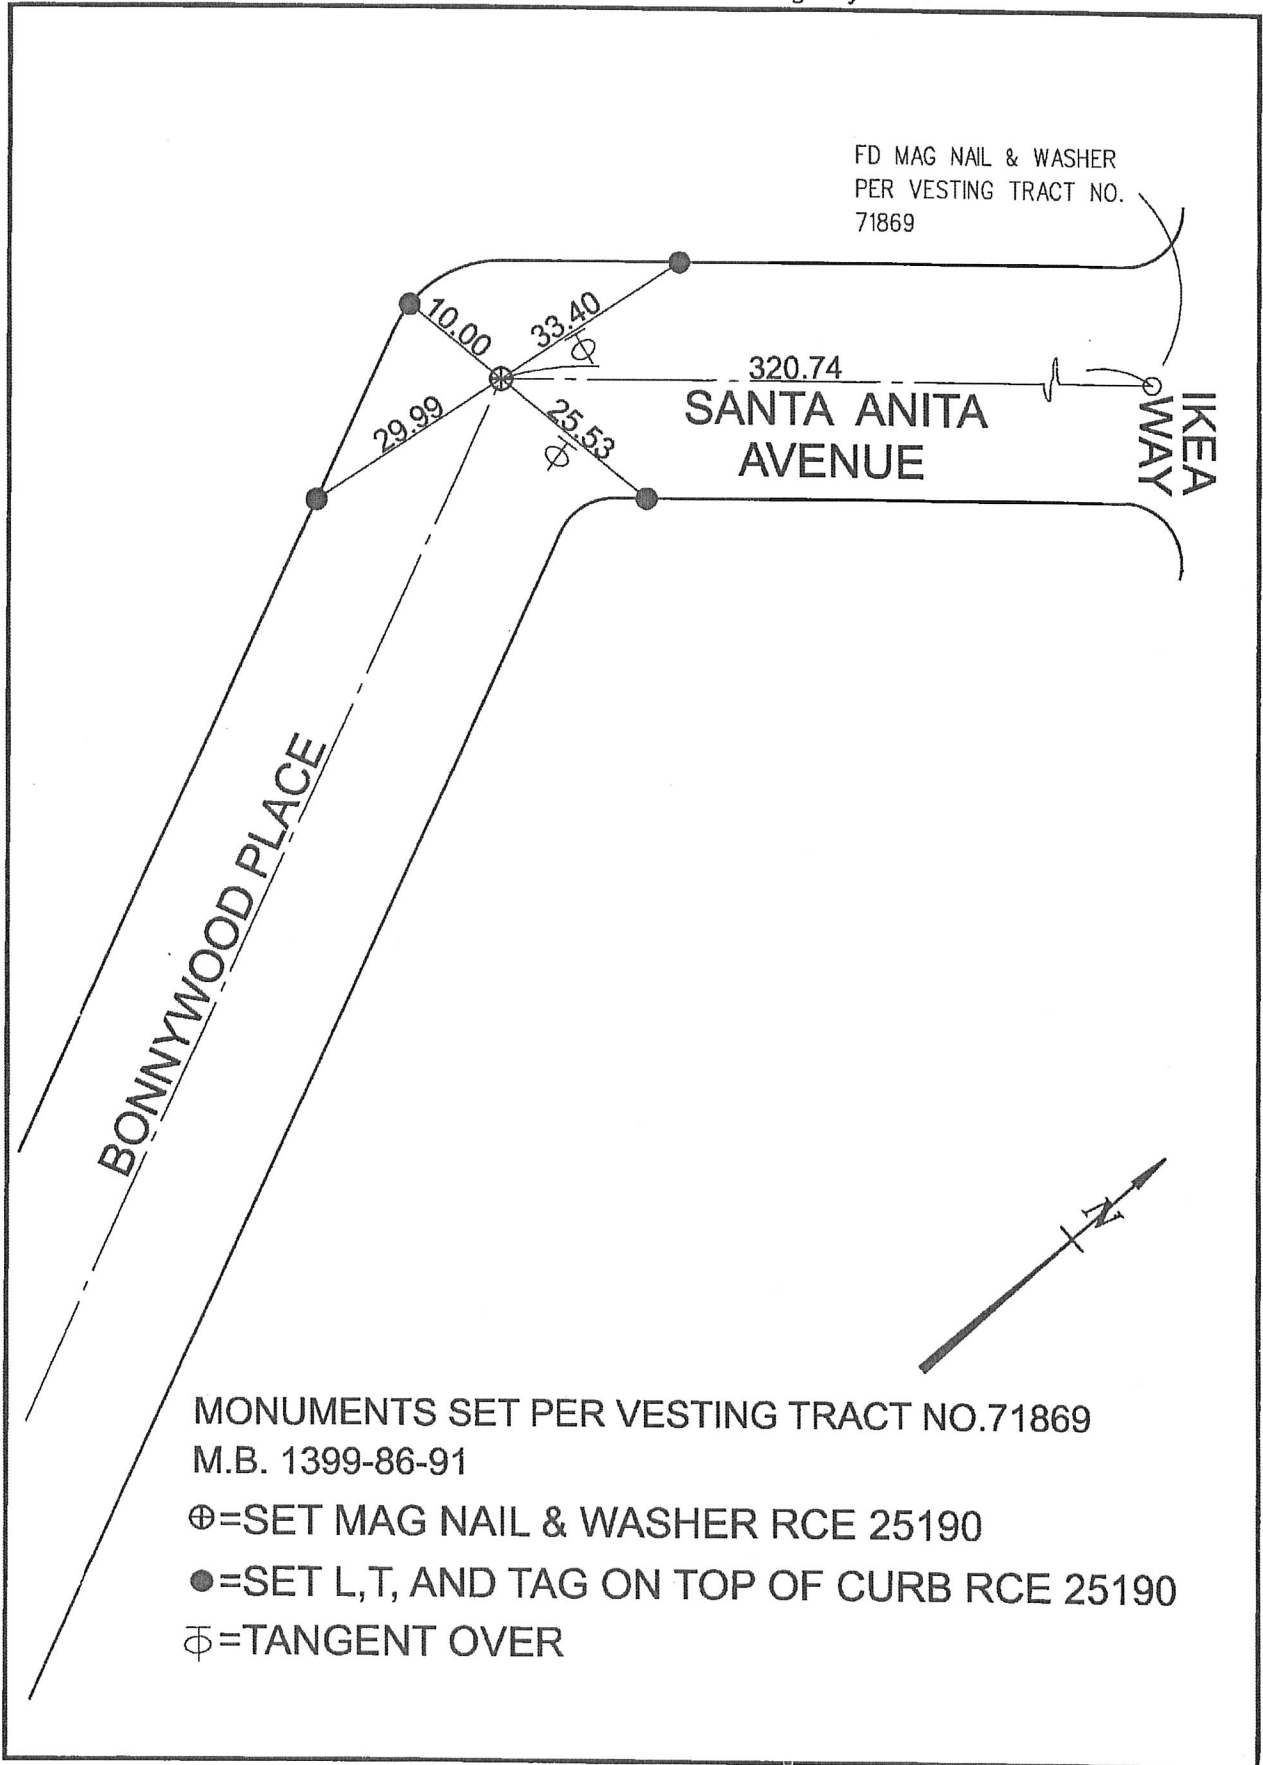 FD MAG NAIL & WASHER
PER VESTING TRACT NO.
71869
10.00
33.40
320.74
29.99
25.53
SANTA ANITA
AVENUE
IKEA
WAY
BONNYWOOD PLACE
N
MONUMENTS SET PER VESTING TRACT NO.71869
M.B. 1399-86-91
⊕=SET MAG NAIL & WASHER RCE 25190
●=SET L,T, AND TAG ON TOP OF CURB RCE 25190
=TANGENT OVER